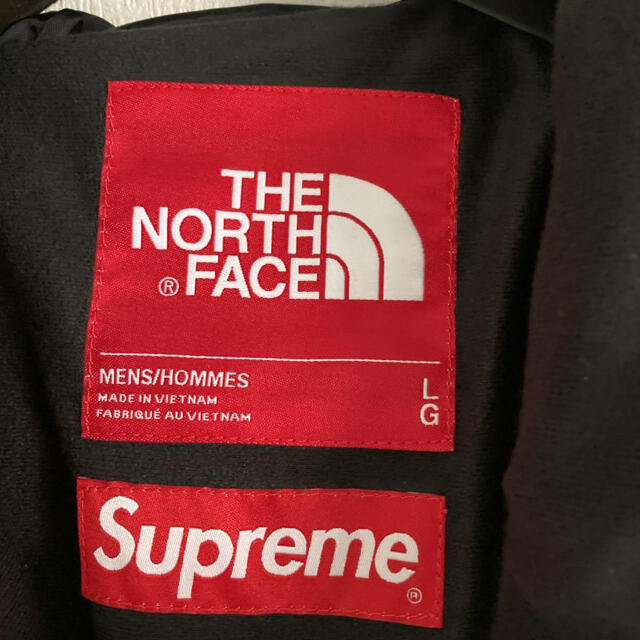 THE
NORTH
® FACE
MENS/HOMMES
MADE IN VIETNAM
FABRIQUÉ AU VIETNAM
L
G
Supreme ®